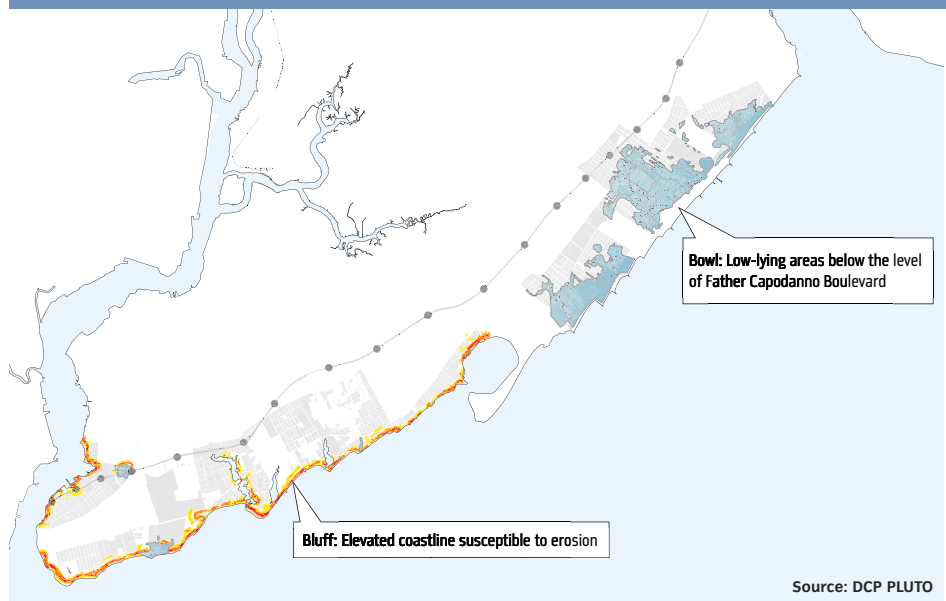 Bowl: Low-lying areas below the level
of Father Capodanno Boulevard
Bluff: Elevated coastline susceptible to erosion
Source: DCP PLUTO